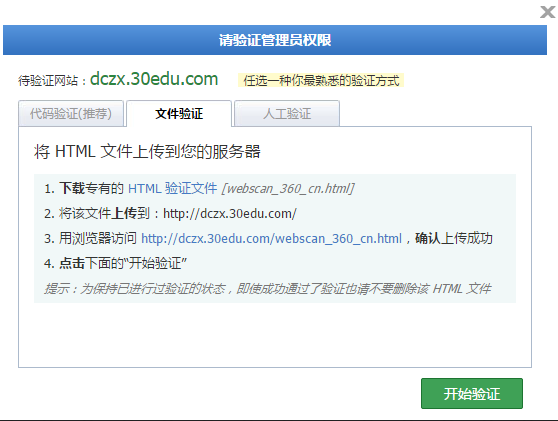 请验证管理员权限
待验证网站：dczx.30edu.com 任选一种你最熟悉的验证方式
代码验证(推荐) 文件验证 人工验证
将 HTML 文件上传到您的服务器
1. 下载专有的 HTML 验证文件 [webscan_360_cn.html]
2. 将该文件上传到：http://dczx.30edu.com/
3. 用浏览器访问 http://dczx.30edu.com/webscan_360_cn.html，确认上传成功
4. 点击下面的“开始验证”
提示：为保持已进行过验证的状态，即使成功通过了验证也请不要删除该 HTML 文件
开始验证